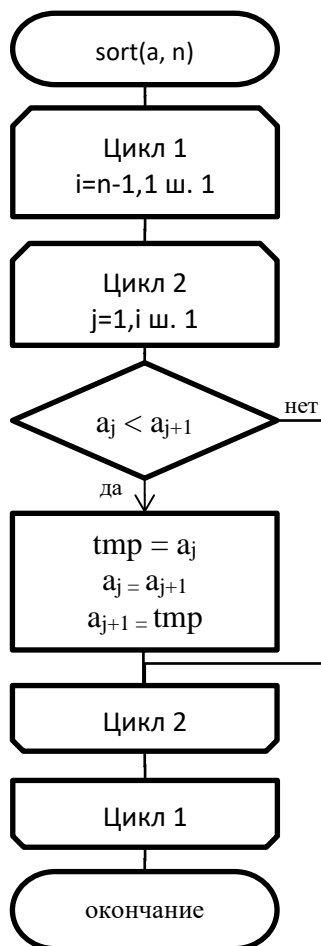 sort(a, n)
Цикл 1
i=n-1,1 ш. 1
Цикл 2
j=1,i ш. 1
aj < aj+1
нет
да
tmp = aj
aj = aj+1
aj+1 = tmp
Цикл 2
Цикл 1
окончание